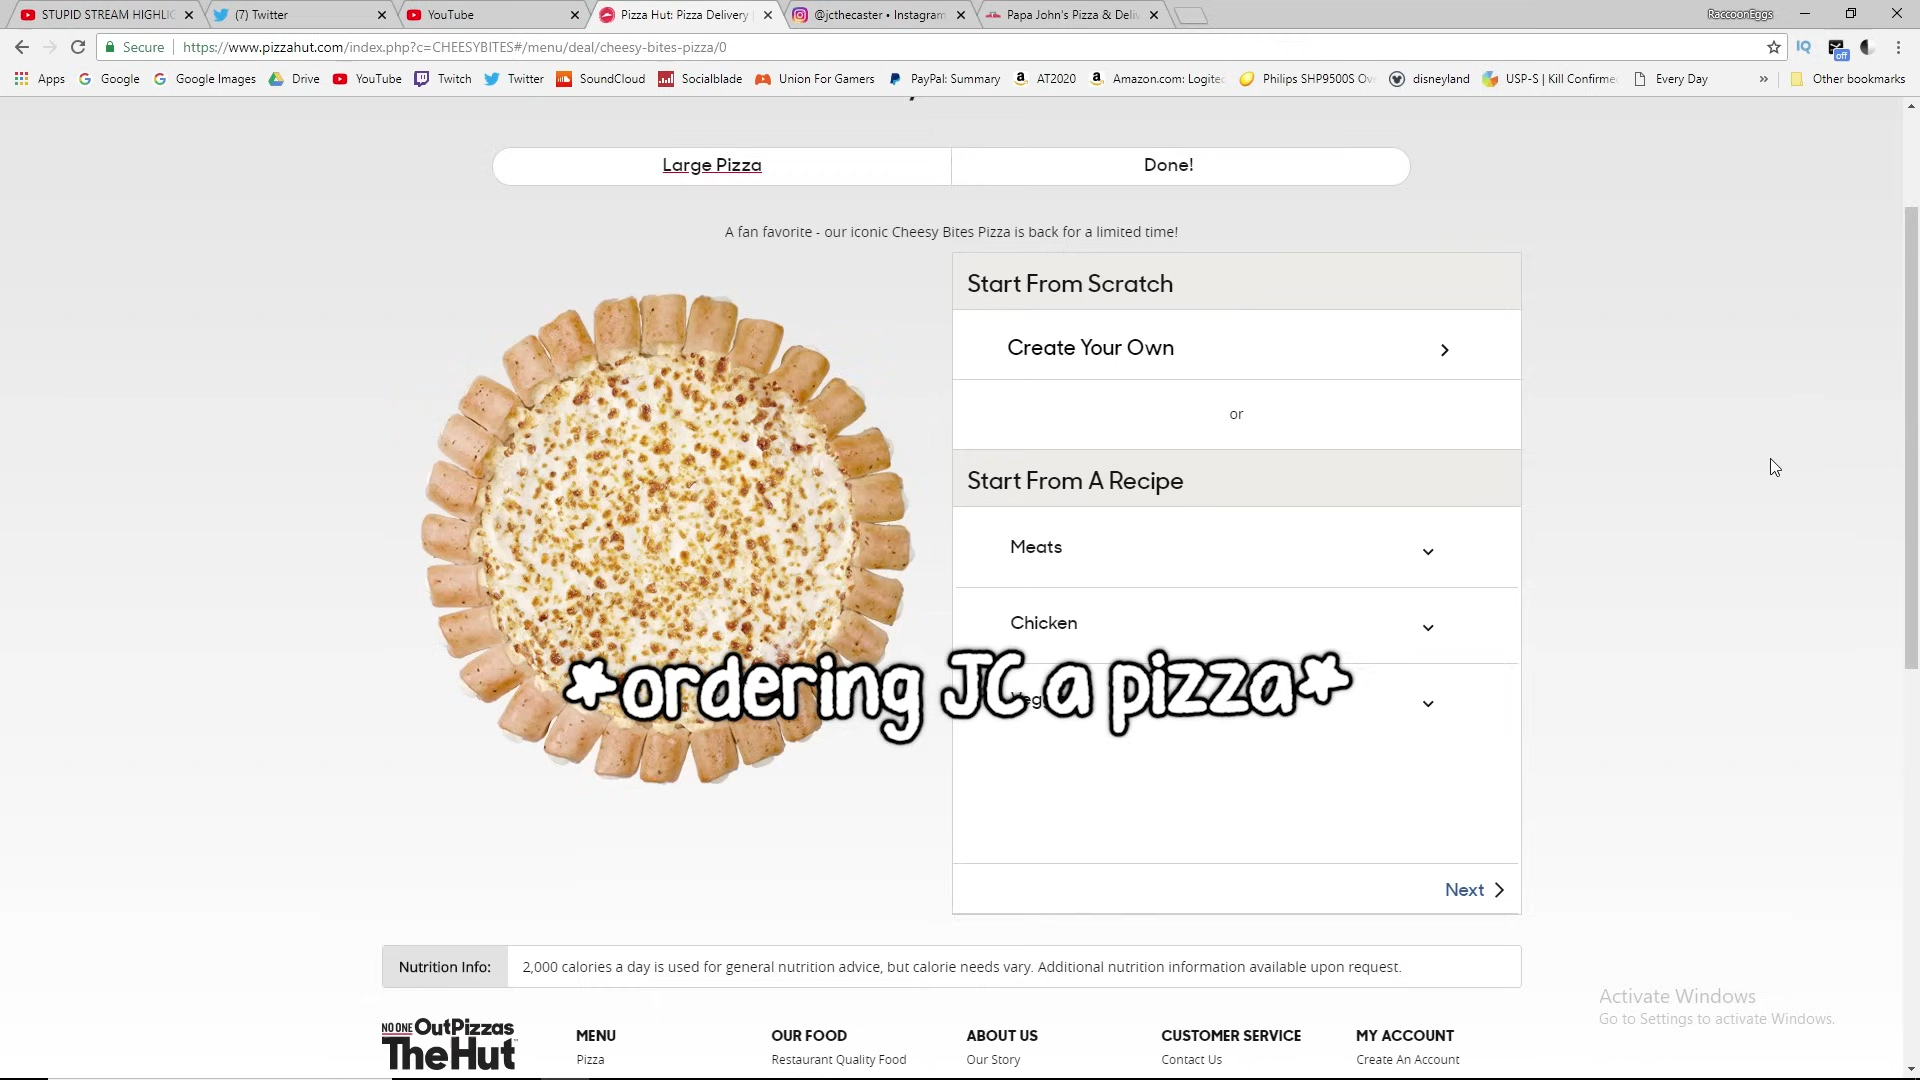 STUPID STREAM HIGHLIG
(7) Twitter
YouTube
Pizza Hut: Pizza Delivery
@jcthecaster • Instagram
Papa John's Pizza & Deliv
RaccoonEggs
Secure https://www.pizzahut.com/index.php?c=CHEESYBITES#/menu/deal/cheesy-bites-pizza/0
IQ
off
Apps Google Google Images Drive YouTube Twitch Twitter SoundCloud Socialblade Union For Gamers PayPal: Summary AT2020 Amazon.com: Logitec Philips SHP9500S Ov disneyland USP-S | Kill Confirme Every Day » Other bookmarks
Large Pizza
Done!
A fan favorite - our iconic Cheesy Bites Pizza is back for a limited time!
Start From Scratch
Create Your Own
or
Start From A Recipe
Meats
Chicken
*ordering JC a pizza*
Next
Nutrition Info:
2,000 calories a day is used for general nutrition advice, but calorie needs vary. Additional nutrition information available upon request.
Activate Windows
Go to Settings to activate Windows.
NO ONE OutPizzas
TheHut
MENU
Pizza
OUR FOOD
Restaurant Quality Food
ABOUT US
Our Story
CUSTOMER SERVICE
Contact Us
MY ACCOUNT
Create An Account